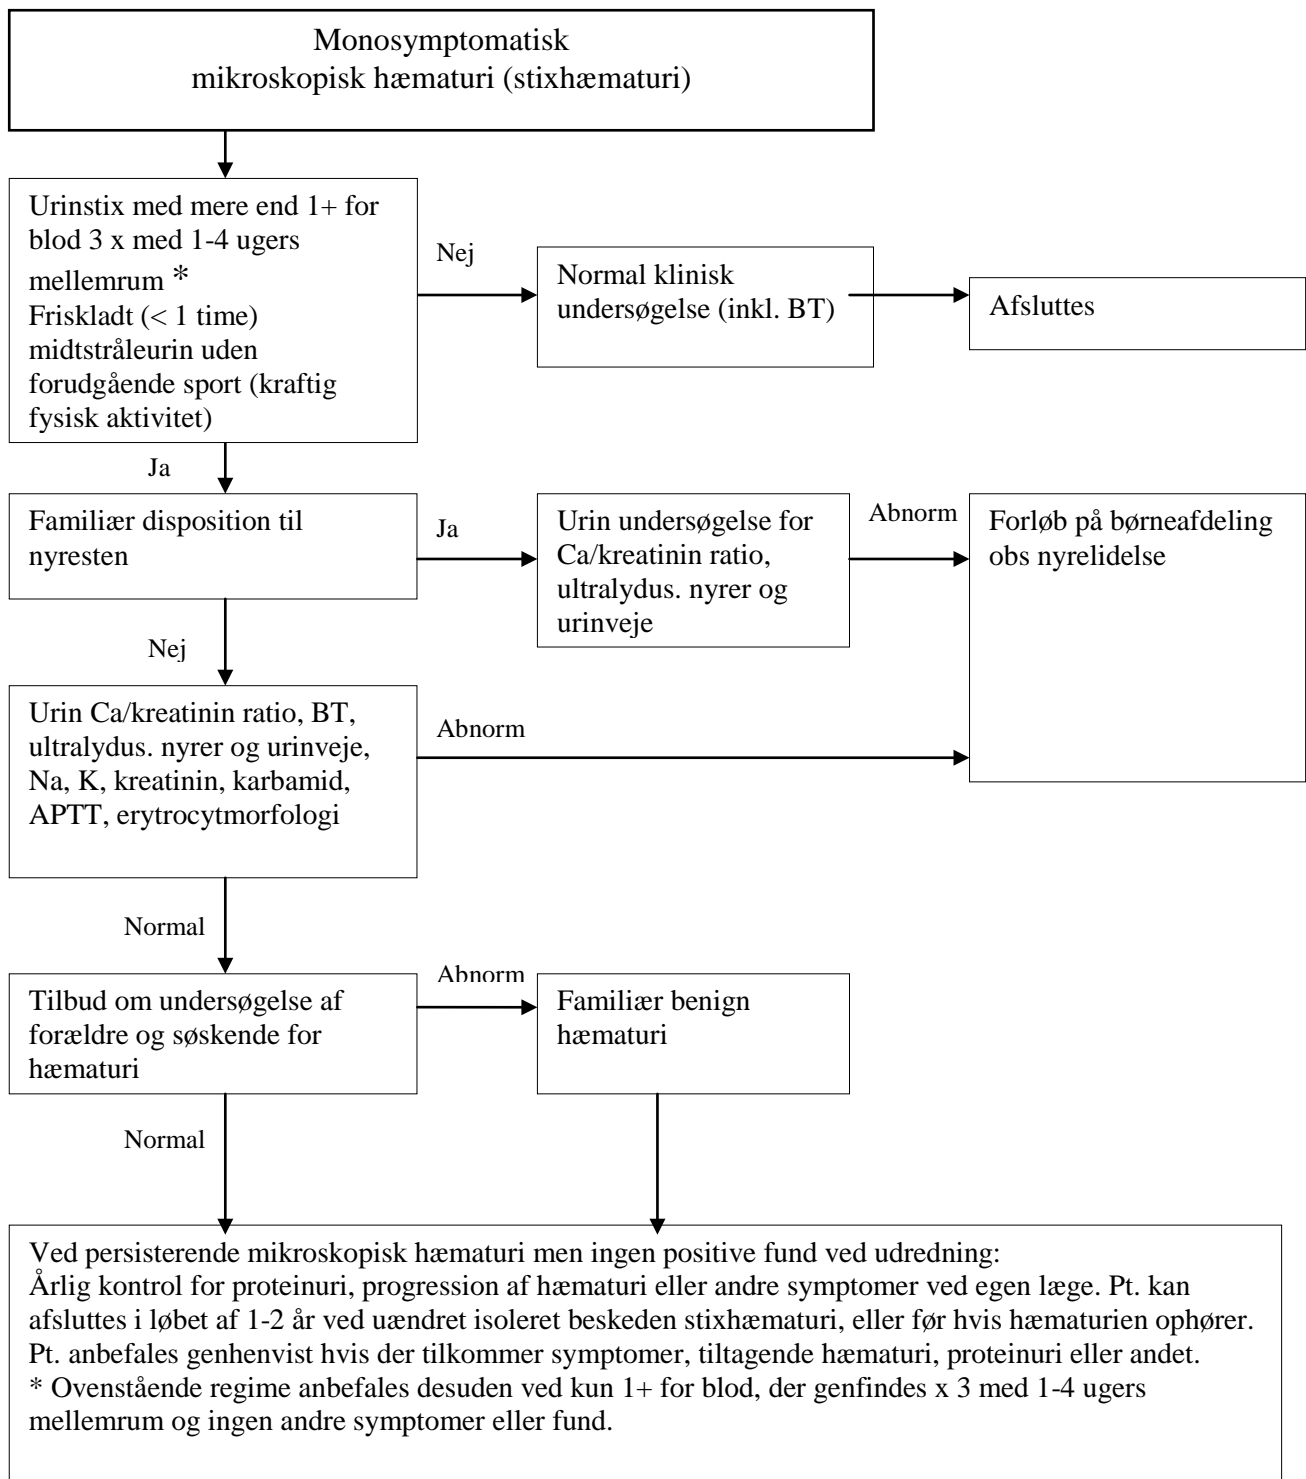 Monosymptomatisk
mikroskopisk hæmaturi (stixhæmaturi)
Urinstix med mere end 1+ for
blod 3 x med 1-4 ugers
mellemrum *
Friskladt (< 1 time)
midtstråleurin uden
forudgående sport (kraftig
fysisk aktivitet)
Nej
Normal klinisk
undersøgelse (inkl. BT)
Afsluttes
Ja
Familiær disposition til
nyresten
Ja
Urin undersøgelse for
Ca/kreatinin ratio,
ultralydus. nyrer og
urinveje
Abnorm
Forløb på børneafdeling
obs nyrelidelse
Nej
Urin Ca/kreatinin ratio, BT,
ultralydus. nyrer og urinveje,
Na, K, kreatinin, karbamid,
APTT, erytrocytmorfologi
Abnorm
Normal
Tilbud om undersøgelse af
forældre og søskende for
hæmaturi
Abnorm
Familiær benign
hæmaturi
Normal
Ved persisterende mikroskopisk hæmaturi men ingen positive fund ved udredning:
Årlig kontrol for proteinuri, progression af hæmaturi eller andre symptomer ved egen læge. Pt. kan
afsluttes i løbet af 1-2 år ved uændret isoleret beskeden stixhæmaturi, eller før hvis hæmaturien ophører.
Pt. anbefales genhenvist hvis der tilkommer symptomer, tiltagende hæmaturi, proteinuri eller andet.
* Ovenstående regime anbefales desuden ved kun 1+ for blod, der genfindes x 3 med 1-4 ugers
mellemrum og ingen andre symptomer eller fund.